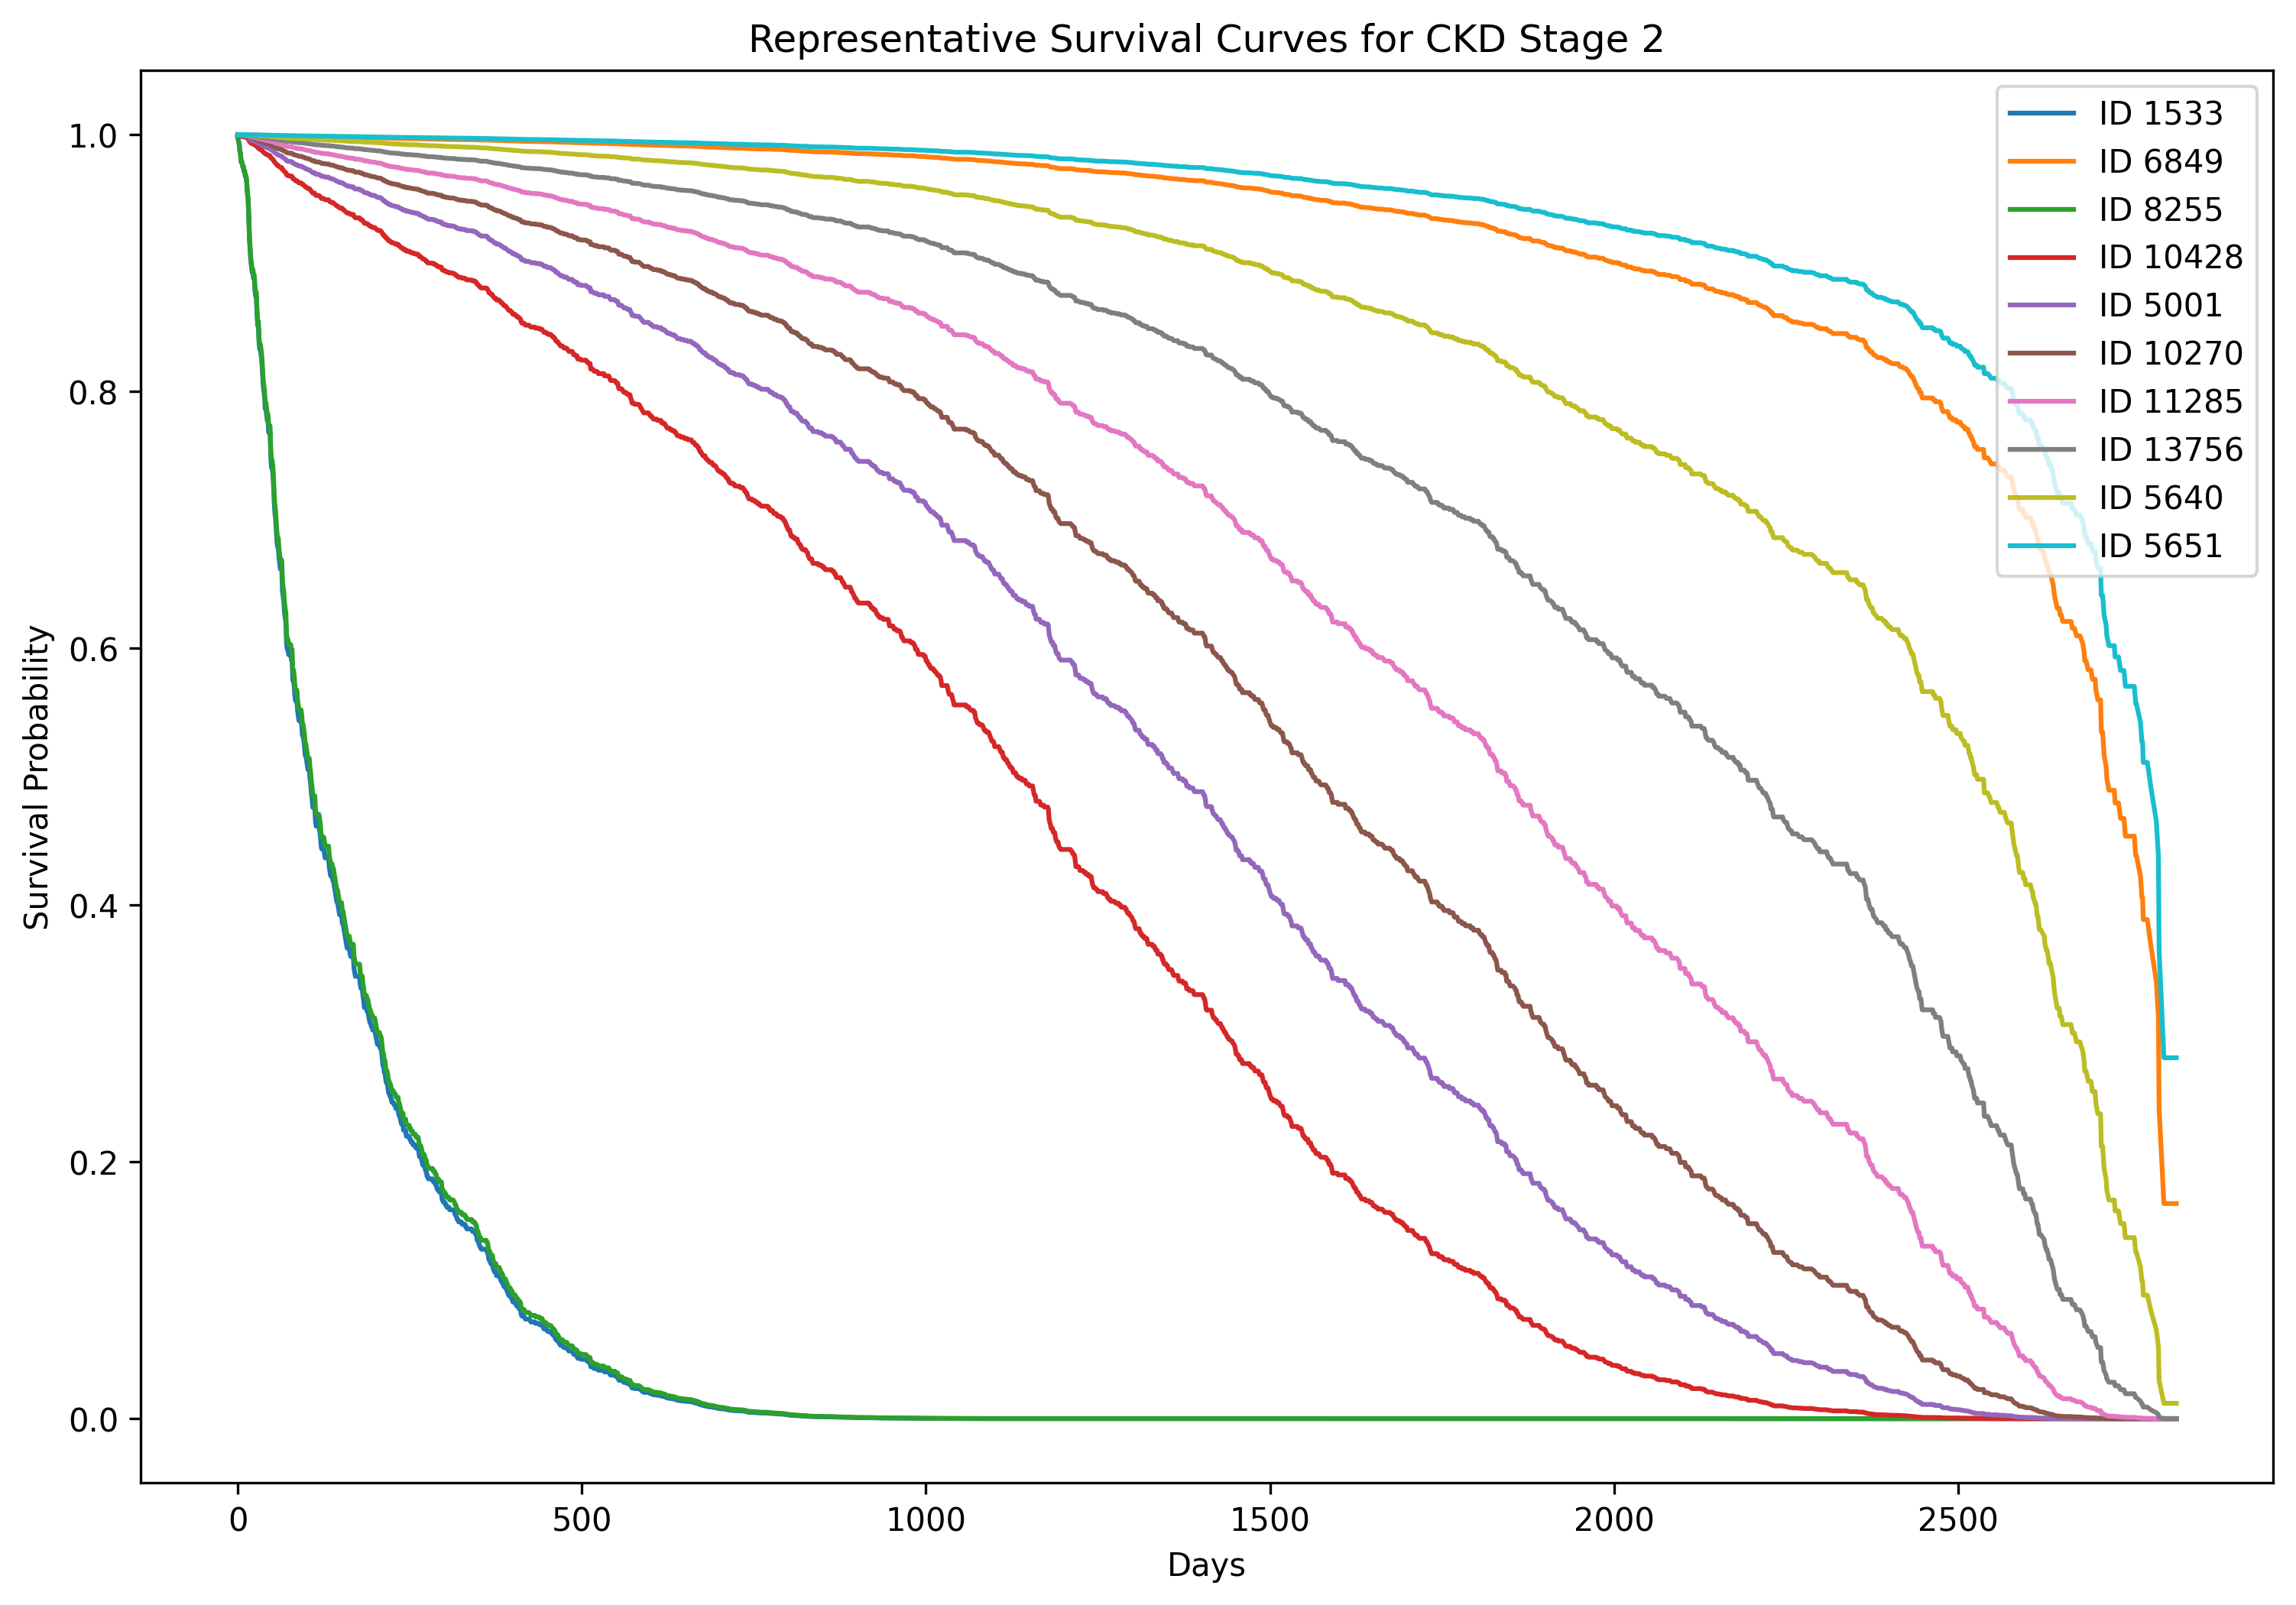 Representative Survival Curves for CKD Stage 2
1.0
0.8
0.6
0.4
0.2
0.0
Survival Probability
0
500
1000
1500
2000
2500
Days
ID 1533
ID 6849
ID 8255
ID 10428
ID 5001
ID 10270
ID 11285
ID 13756
ID 5640
ID 5651